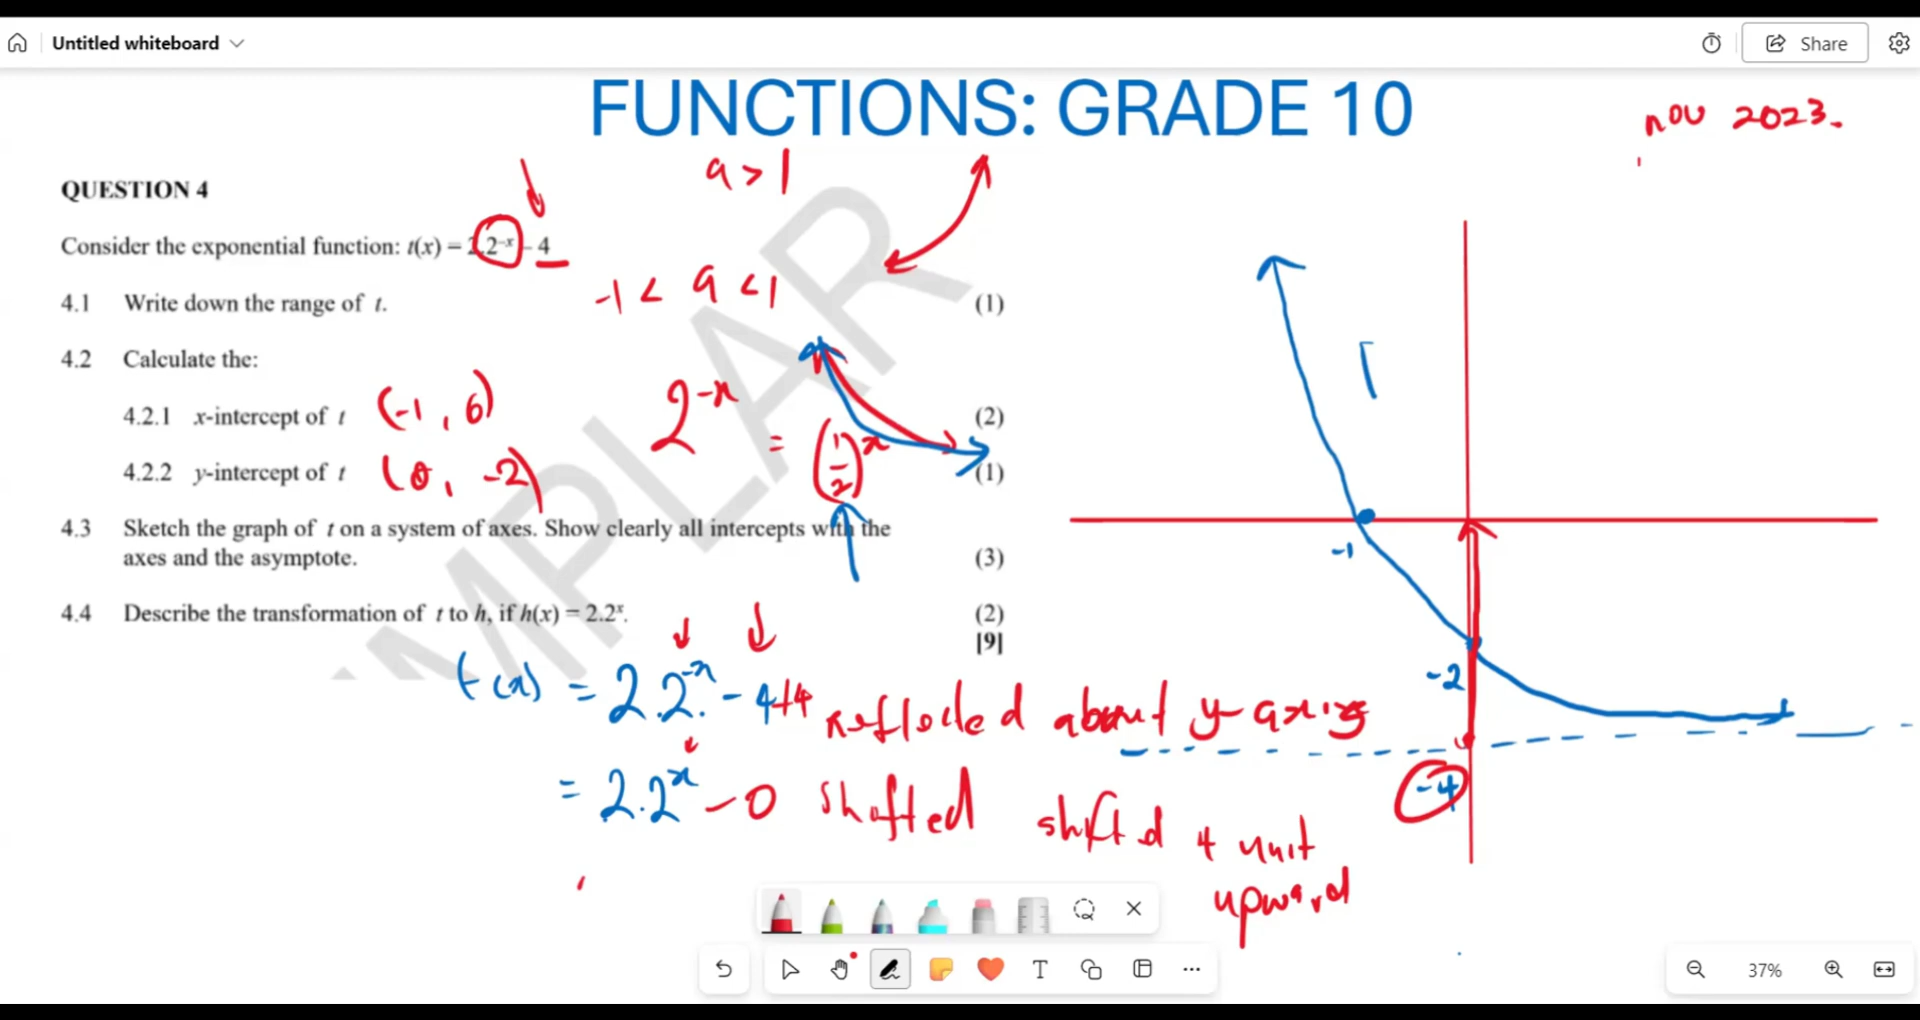 Untitled whiteboard
Share
FUNCTIONS: GRADE 10
nov 2023.
a > 1
QUESTION 4
Consider the exponential function: t(x) = 2.2⁻ˣ – 4
-1 < a < 1
4.1 Write down the range of t. (1)
4.2 Calculate the:
4.2.1 x-intercept of t (-1, 0) (2)
2⁻ˣ = (1/2)ˣ
4.2.2 y-intercept of t (0, -2) (1)
4.3 Sketch the graph of t on a system of axes. Show clearly all intercepts with the
axes and the asymptote. (3)
4.4 Describe the transformation of t to h, if h(x) = 2.2ˣ. (2)
[9]
-1
-2
-4
t(x) = 2.2⁻ˣ - 4+4 reflected about y-axis
= 2.2ˣ - 0 shafted shiftd 4 unit
upward
MPLAR
37%